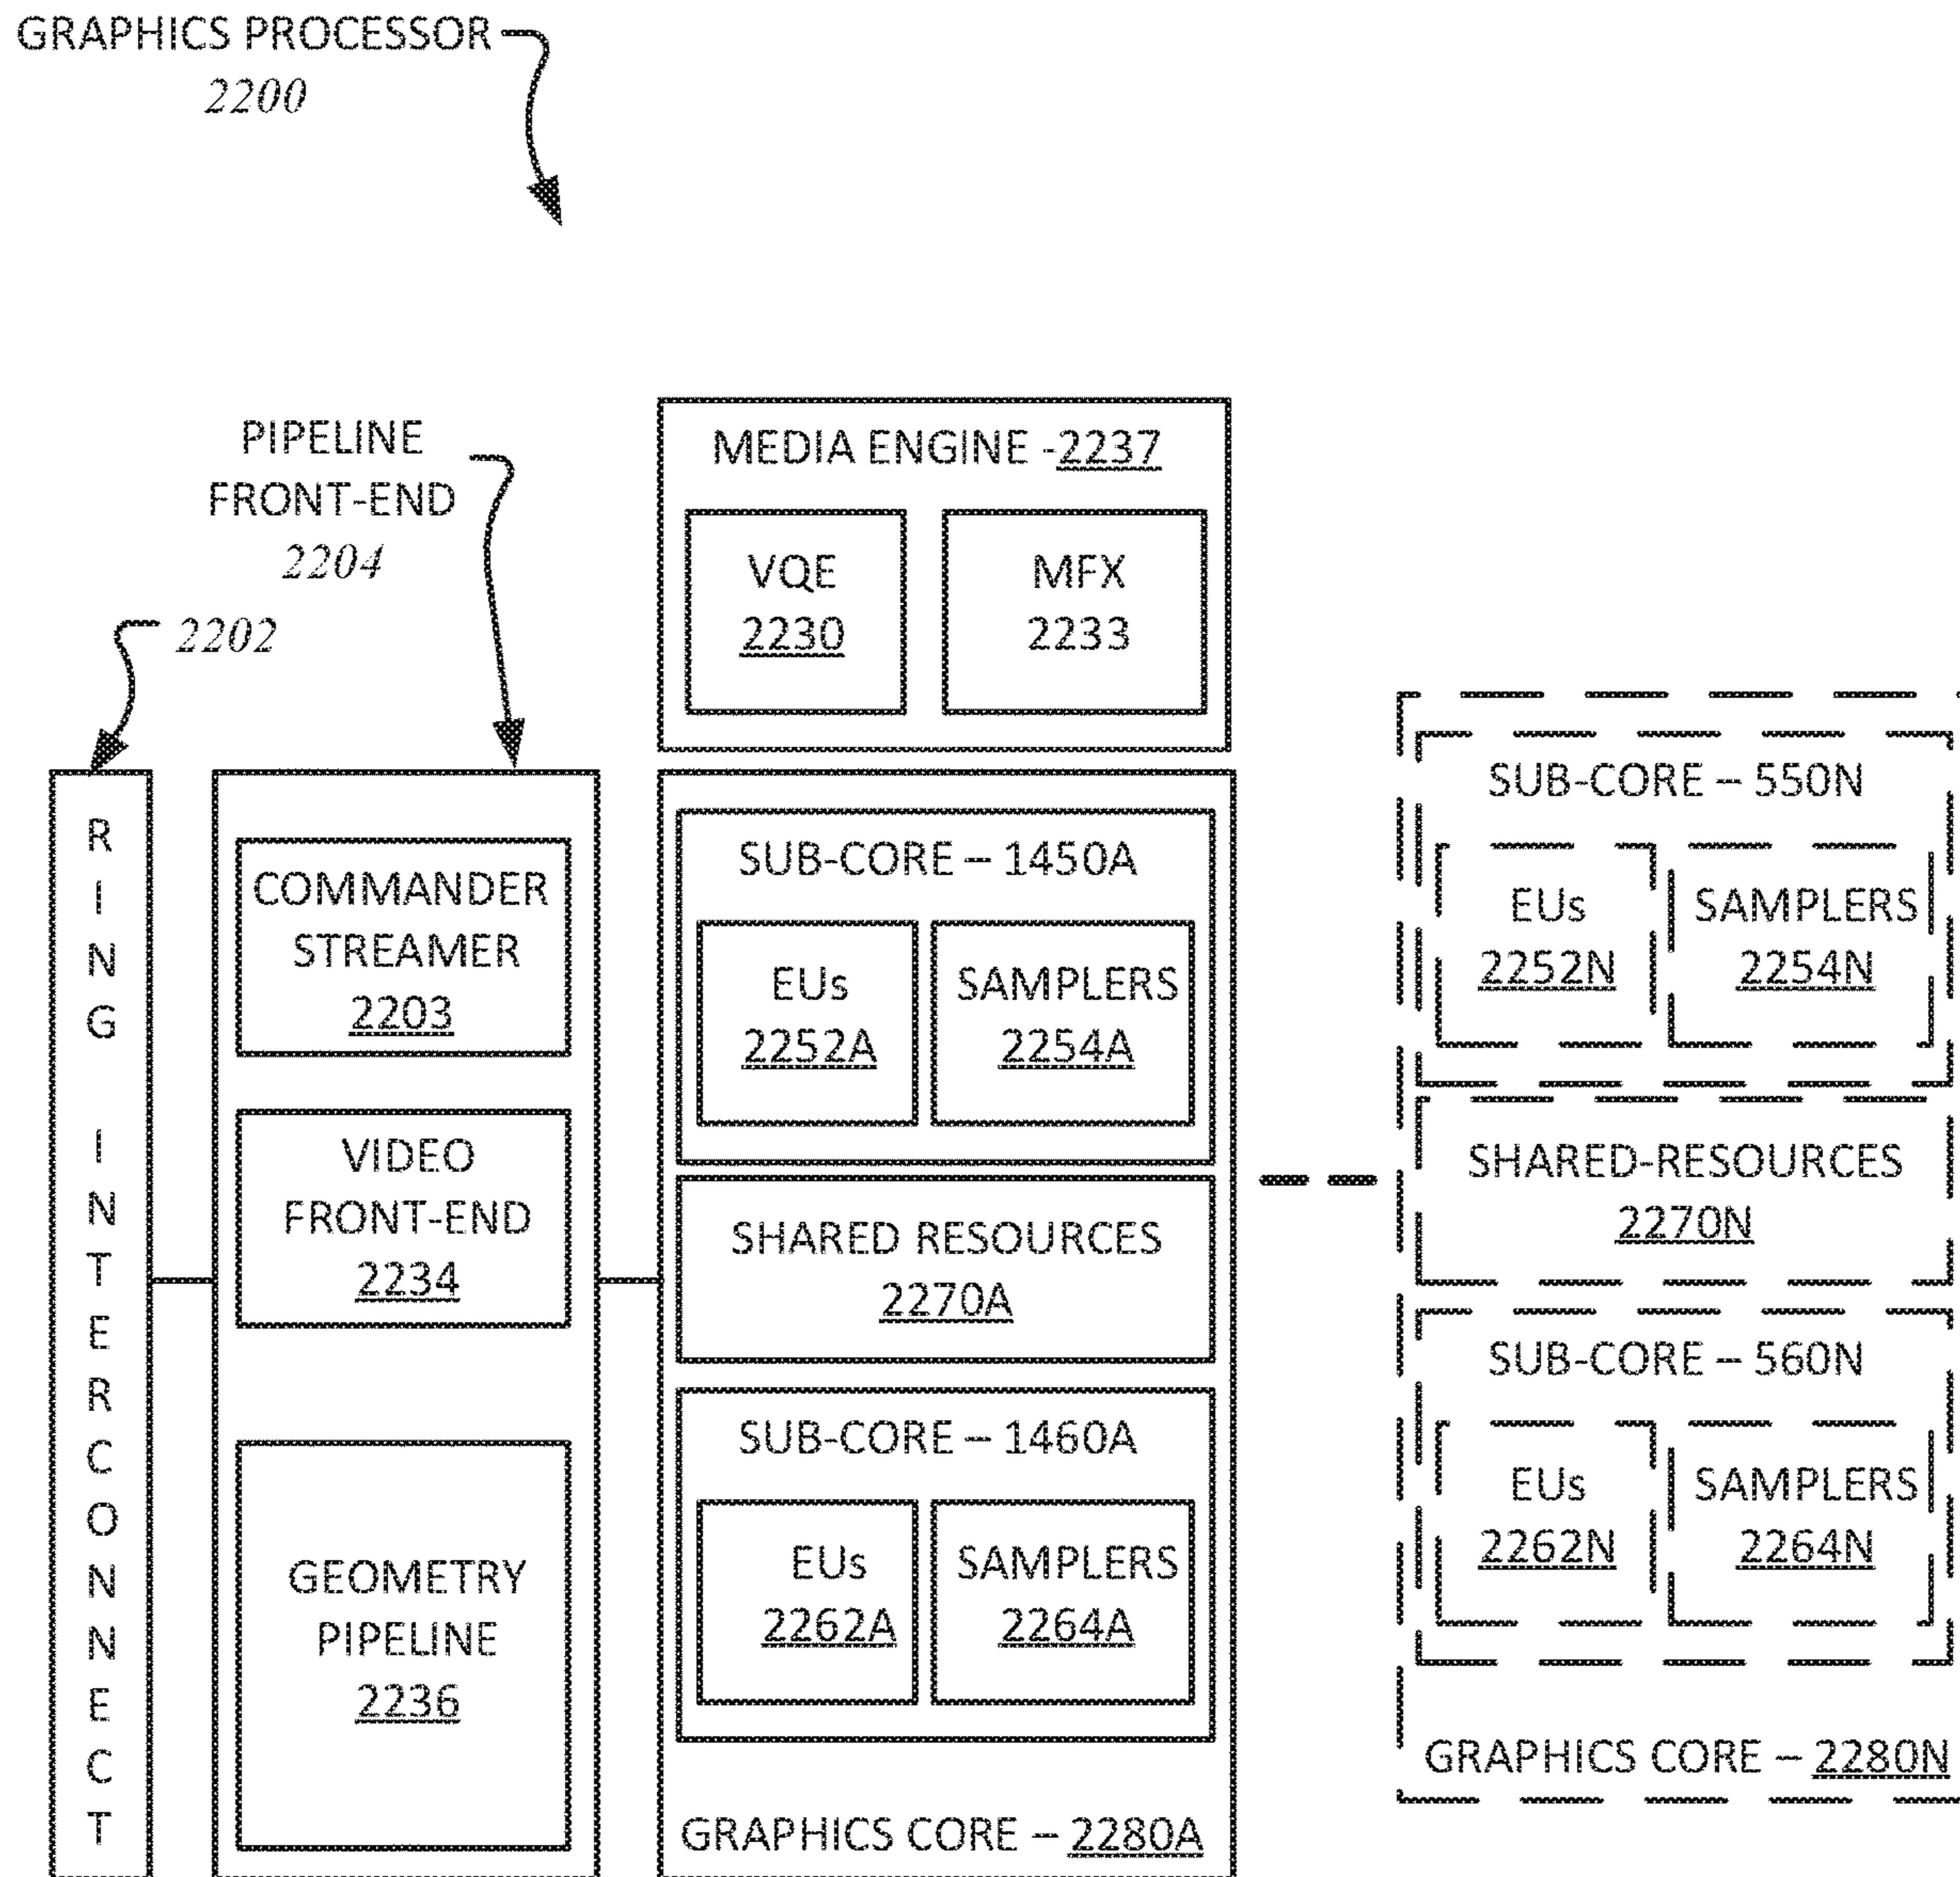 GRAPHICS PROCESSOR
2200
PIPELINE
FRONT-END
2204
2202
RING INTERCONNECT
COMMANDER
STREAMER
2203
VIDEO
FRONT-END
2234
GEOMETRY
PIPELINE
2236
MEDIA ENGINE -2237
VQE
2230
MFX
2233
SUB-CORE – 1450A
EUs
2252A
SAMPLERS
2254A
SHARED RESOURCES
2270A
SUB-CORE – 1460A
EUs
2262A
SAMPLERS
2264A
GRAPHICS CORE – 2280A
SUB-CORE – 550N
EUs
2252N
SAMPLERS
2254N
SHARED-RESOURCES
2270N
SUB-CORE – 560N
EUs
2262N
SAMPLERS
2264N
GRAPHICS CORE – 2280N